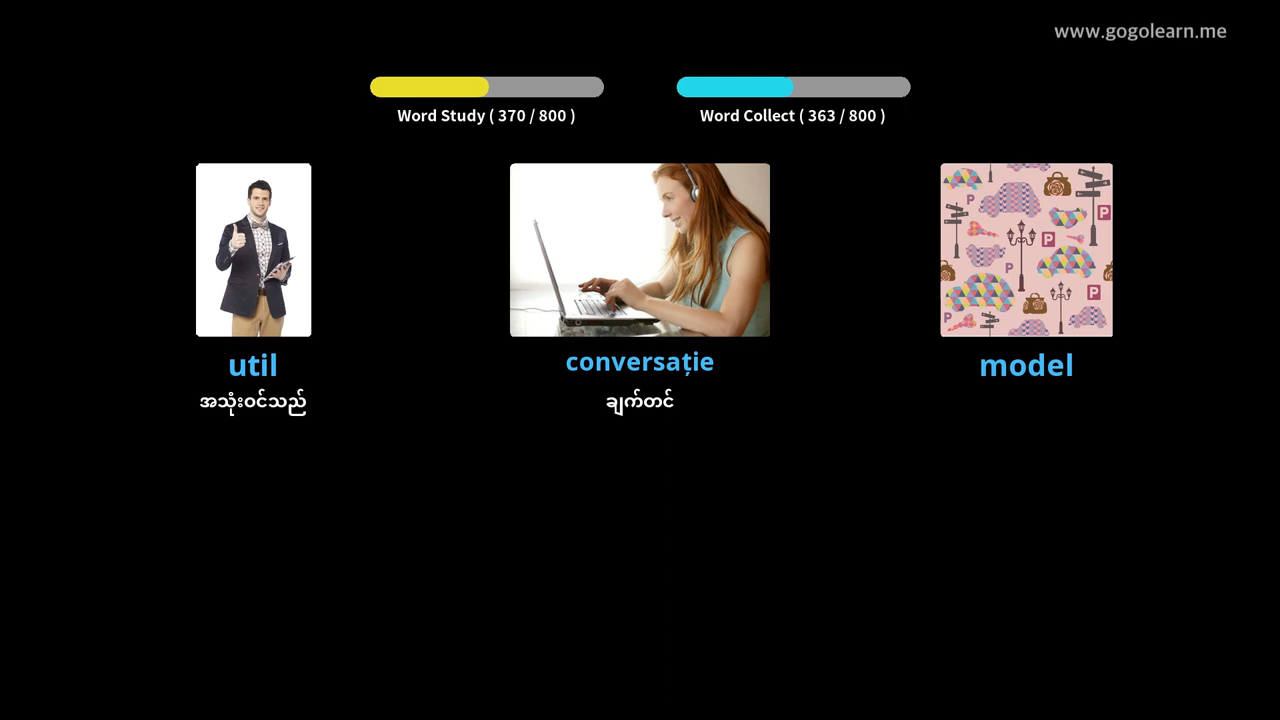 www.gogolearn.me
Word Study ( 370 / 800 )
Word Collect ( 363 / 800 )
util
conversație
model
အသုံးဝင်သည်
ချက်တင်
P
P
P
P
P
P